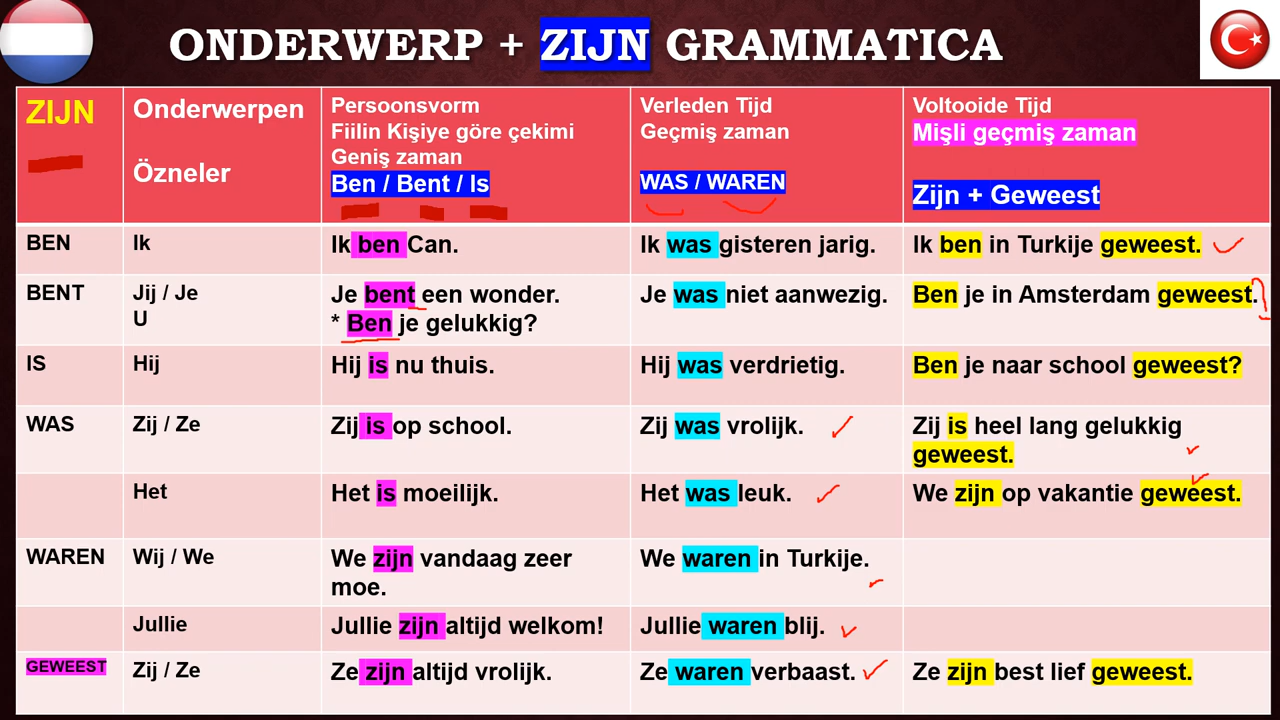 ONDERWERP + ZIJN GRAMMATICA
ZIJN
Onderwerpen
Özneler
Persoonsvorm
Fiilin Kişiye göre çekimi
Geniş zaman
Ben / Bent / Is
Verleden Tijd
Geçmiş zaman
WAS / WAREN
Voltooide Tijd
Mişli geçmiş zaman
Zijn + Geweest
BEN
Ik
Ik ben Can.
Ik was gisteren jarig.
Ik ben in Turkije geweest.
BENT
Jij / Je
U
Je bent een wonder.
* Ben je gelukkig?
Je was niet aanwezig.
Ben je in Amsterdam geweest.
IS
Hij
Hij is nu thuis.
Hij was verdrietig.
Ben je naar school geweest?
WAS
Zij / Ze
Zij is op school.
Zij was vrolijk.
Zij is heel lang gelukkig
geweest.
Het
Het is moeilijk.
Het was leuk.
We zijn op vakantie geweest.
WAREN
Wij / We
We zijn vandaag zeer
moe.
We waren in Turkije.
Jullie
Jullie zijn altijd welkom!
Jullie waren blij.
GEWEEST
Zij / Ze
Ze zijn altijd vrolijk.
Ze waren verbaast.
Ze zijn best lief geweest.